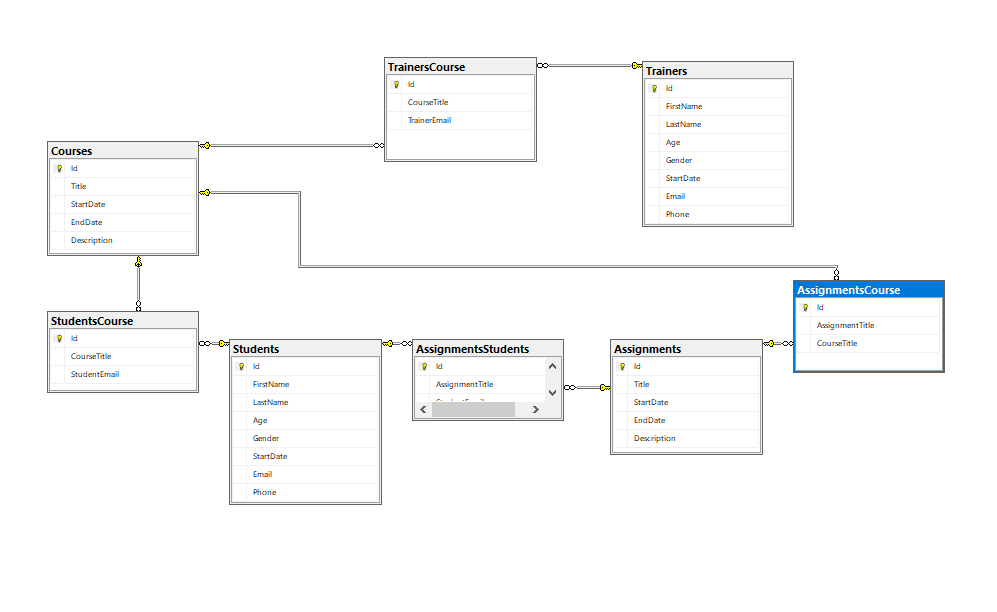 TrainersCourse
Id
CourseTitle
TrainerEmail
Trainers
Id
FirstName
LastName
Age
Gender
StartDate
Email
Phone
Courses
Id
Title
StartDate
EndDate
Description
AssignmentsCourse
Id
AssignmentTitle
CourseTitle
StudentsCourse
Id
CourseTitle
StudentEmail
Students
Id
FirstName
LastName
Age
Gender
StartDate
Email
Phone
AssignmentsStudents
Id
AssignmentTitle
Assignments
Id
Title
StartDate
EndDate
Description